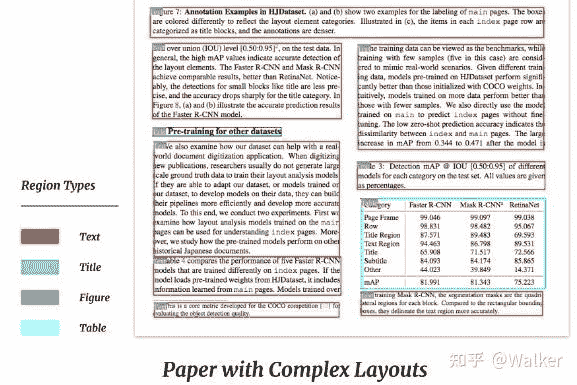 Figure 7: Annotation Examples in HJDataset. (a) and (b) show two examples for the labeling of main pages. The boxes
are colored differently to reflect the layout element categories. Illustrated in (c), the items in each index page row are
categorized as title blocks, and the annotations are denser.
over union (IOU) level [0.50:0.95], on the test data. In
general, the high mAP values indicate accurate detection of
the layout elements. The Faster R-CNN and Mask R-CNN
achieve comparable results, better than RetinaNet. Notice-
ably, the detections for small blocks like title are less pre-
cise, and the accuracy drops sharply for the title category. In
Figure 8, (a) and (b) illustrate the accurate prediction results
of the Faster R-CNN model.
Pre-training for other datasets
We also examine how our dataset can help with a real-
world document digitization application. When digitizing
new publications, researchers usually do not generate large
scale ground truth data to train their layout analysis models.
If they are able to adapt our dataset, or models trained on
our dataset, to develop models on their data, they can build
their pipelines more efficiently and develop more accurate
models. To this end, we conduct two experiments. First we
examine how layout analysis models trained on the main
pages can be used for understanding index pages. More-
over, we study how the pre-trained models perform on other
historical Japanese documents.
Table 4 compares the performance of five Faster R-CNN
models that are trained differently on index pages. If the
model loads pre-trained weights from HJDataset, it includes
information learned from main pages. Models trained over
This is a core metric developed for the COCO competition
evaluating the object detection quality.
the training data can be viewed as the benchmarks, while
training with few samples (five in this case) are consid-
ered to mimic real-world scenarios. Given different train-
ing data, models pre-trained on HJDataset perform signifi-
cantly better than those initialized with COCO weights. In-
tuitively, models trained on more data perform better than
those with fewer samples. We also directly use the model
trained on main to predict index pages without fine-
tuning. The low zero-shot prediction accuracy indicates the
dissimilarity between index and main pages. The large
increase in mAP from 0.344 to 0.471 after the model is
Table 3: Detection mAP @ IOU [0.50:0.95] of different
models for each category on the test set. All values are given
as percentages.
Category Faster R-CNN Mask R-CNN RetinaNet
Page Frame 99.046 99.097 99.038
Row 98.831 98.482 95.067
Title Region 87.571 89.483 69.593
Text Region 94.463 86.798 89.531
Title 65.908 71.517 72.566
Subtitle 84.093 84.174 85.865
Other 44.023 39.849 14.371
mAP 81.991 81.343 75.223
training Mask R-CNN, the segmentation masks are the quadri-
lateral regions for each block. Compared to the rectangular bounding
boxes, they delineate the text region more accurately.
Region Types
Text
Title
Figure
Table
Paper with Complex Layouts
知乎 @Walker